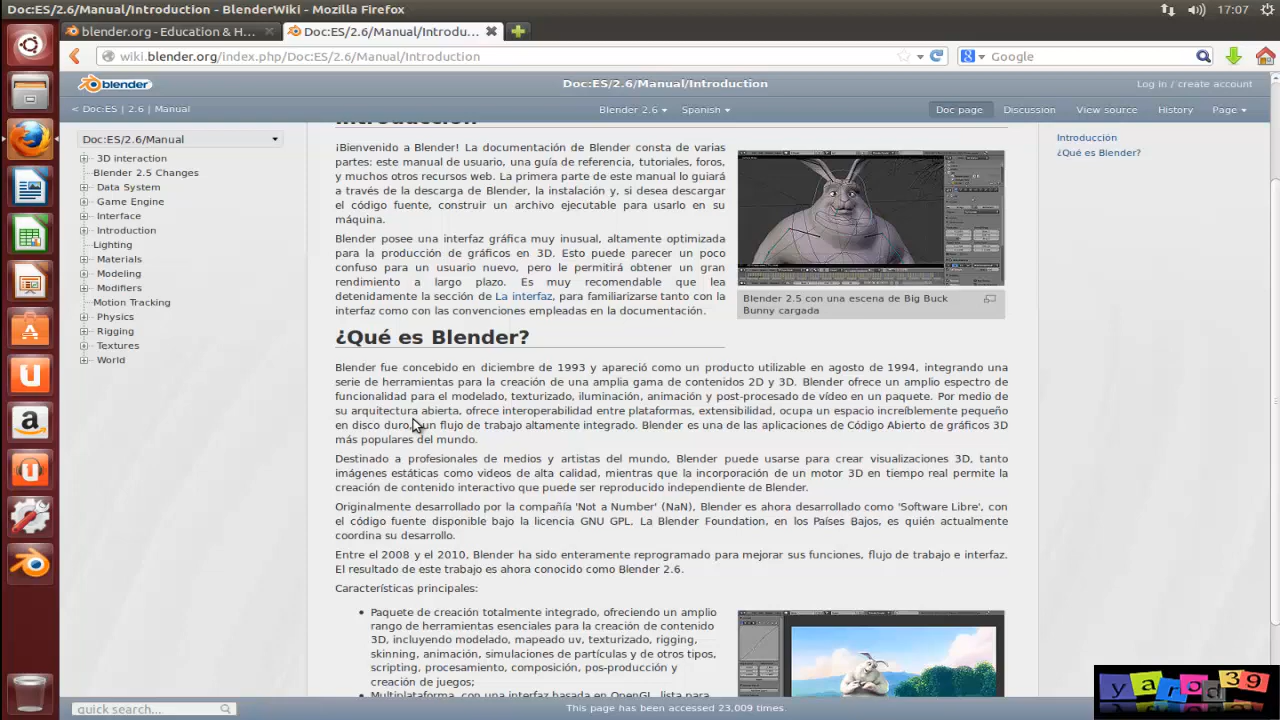 Doc:ES/2.6/Manual/Introduction - BlenderWiki - Mozilla Firefox
17:07
blender.org - Education & H...
Doc:ES/2.6/Manual/Introdu...
wiki.blender.org/index.php/Doc:ES/2.6/Manual/Introduction
Google
blender
Doc:ES/2.6/Manual/Introduction
Log in / create account
< Doc:ES | 2.6 | Manual
Blender 2.6
Spanish
Doc page
Discussion
View source
History
Page
Doc:ES/2.6/Manual
3D interaction
Blender 2.5 Changes
Data System
Game Engine
Interface
Introduction
Lighting
Materials
Modeling
Modifiers
Motion Tracking
Physics
Rigging
Textures
World
Introducción
¡Bienvenido a Blender! La documentación de Blender consta de varias
partes: este manual de usuario, una guía de referencia, tutoriales, foros,
y muchos otros recursos web. La primera parte de este manual lo guiará
a través de la descarga de Blender, la instalación y, si desea descargar
el código fuente, construir un archivo ejecutable para usarlo en su
máquina.
Blender posee una interfaz gráfica muy inusual, altamente optimizada
para la producción de gráficos en 3D. Esto puede parecer un poco
confuso para un usuario nuevo, pero le permitirá obtener un gran
rendimiento a largo plazo. Es muy recomendable que lea
detenidamente la sección de La interfaz, para familiarizarse tanto con la
interfaz como con las convenciones empleadas en la documentación.
Blender 2.5 con una escena de Big Buck
Bunny cargada
¿Qué es Blender?
Blender fue concebido en diciembre de 1993 y apareció como un producto utilizable en agosto de 1994, integrando una
serie de herramientas para la creación de una amplia gama de contenidos 2D y 3D. Blender ofrece un amplio espectro de
funcionalidad para el modelado, texturizado, iluminación, animación y post-procesado de vídeo en un paquete. Por medio de
su arquitectura abierta, ofrece interoperabilidad entre plataformas, extensibilidad, ocupa un espacio increíblemente pequeño
en disco duro, un flujo de trabajo altamente integrado. Blender es una de las aplicaciones de Código Abierto de gráficos 3D
más populares del mundo.
Destinado a profesionales de medios y artistas del mundo, Blender puede usarse para crear visualizaciones 3D, tanto
imágenes estáticas como videos de alta calidad, mientras que la incorporación de un motor 3D en tiempo real permite la
creación de contenido interactivo que puede ser reproducido independiente de Blender.
Originalmente desarrollado por la compañía 'Not a Number' (NaN), Blender es ahora desarrollado como 'Software Libre', con
el código fuente disponible bajo la licencia GNU GPL. La Blender Foundation, en los Países Bajos, es quién actualmente
coordina su desarrollo.
Entre el 2008 y el 2010, Blender ha sido enteramente reprogramado para mejorar sus funciones, flujo de trabajo e interfaz.
El resultado de este trabajo es ahora conocido como Blender 2.6.
Características principales:
Paquete de creación totalmente integrado, ofreciendo un amplio
rango de herramientas esenciales para la creación de contenido
3D, incluyendo modelado, mapeado uv, texturizado, rigging,
skinning, animación, simulaciones de partículas y de otros tipos,
scripting, procesamiento, composición, pos-producción y
creación de juegos;
Multiplataforma, con una interfaz basada en OpenGL, lista para
Introducción
¿Qué es Blender?
quick search...
This page has been accessed 23,009 times.
yarod39